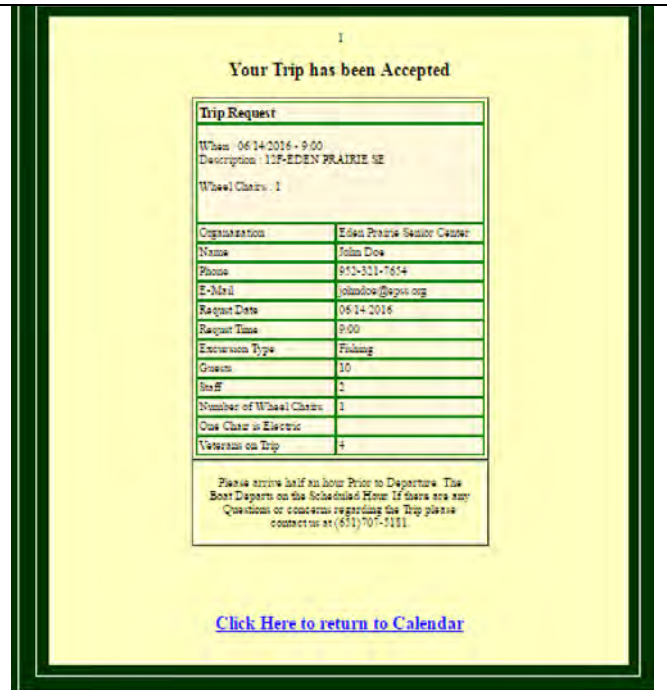 1
Your Trip has been Accepted
Trip Request
When : 06/14/2016 - 9:00
Description : 12F-EDEN PRAIRIE SE
Wheel Chairs : 1
Organization Eden Prairie Senior Center
Name John Doe
Phone 952-321-7654
E-Mail johndoe@epsc.org
Requst Date 06/14/2016
Requst Time 9:00
Excursion Type Fishing
Guests 10
Staff 2
Number of Wheel Chairs 1
One Chair is Electric
Veterans on Trip 4
Please arrive half an hour Prior to Departure. The
Boat Departs on the Scheduled Hour. If there are any
Questions or concerns regarding the Trip please
contact us at (651)707-5181.
Click Here to return to Calendar